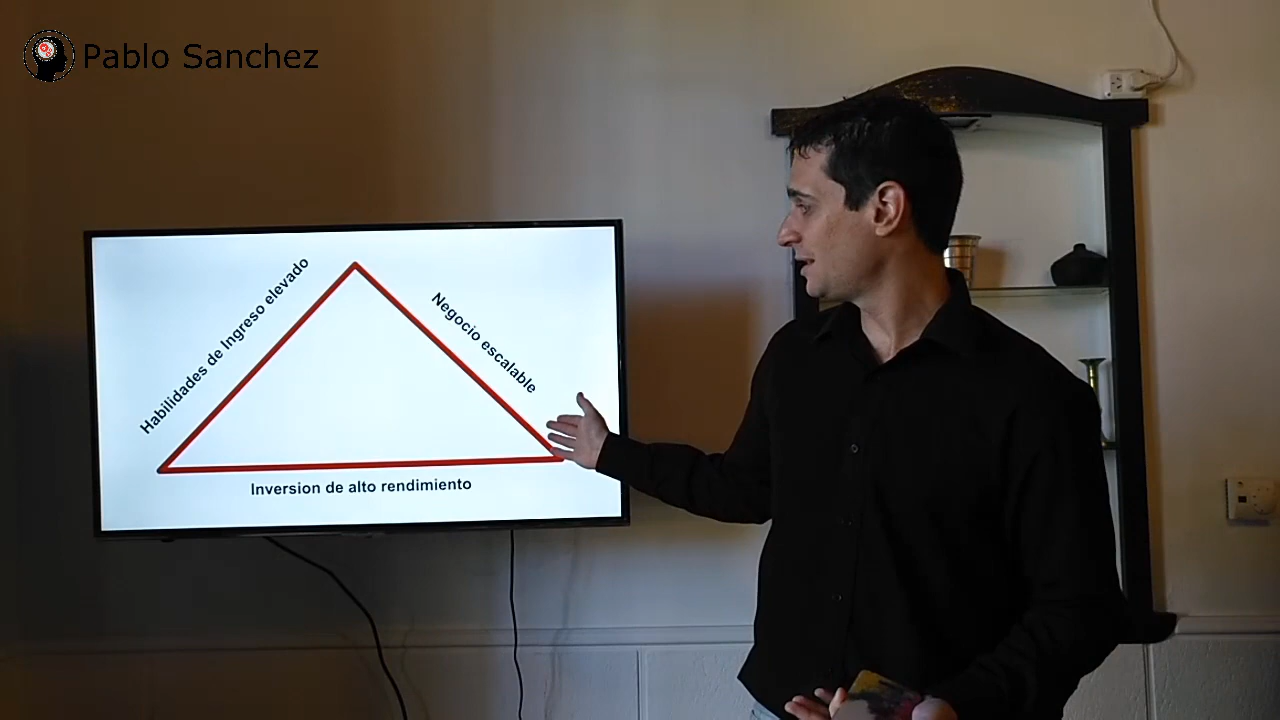 Pablo Sanchez
Habilidades de Ingreso elevado
Negocio escalable
Inversion de alto rendimiento